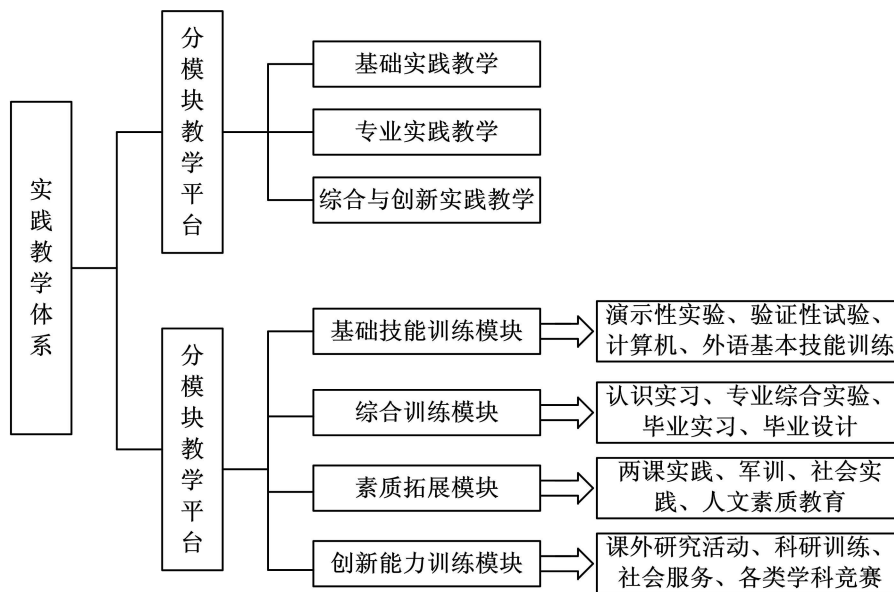 实践教学体系
分模块教学平台
基础实践教学
专业实践教学
综合与创新实践教学
分模块教学平台
基础技能训练模块
演示性实验、验证性试验、
计算机、外语基本技能训练
综合训练模块
认识实习、专业综合实验、
毕业实习、毕业设计
素质拓展模块
两课实践、军训、社会实
践、人文素质教育
创新能力训练模块
课外研究活动、科研训练、
社会服务、各类学科竞赛